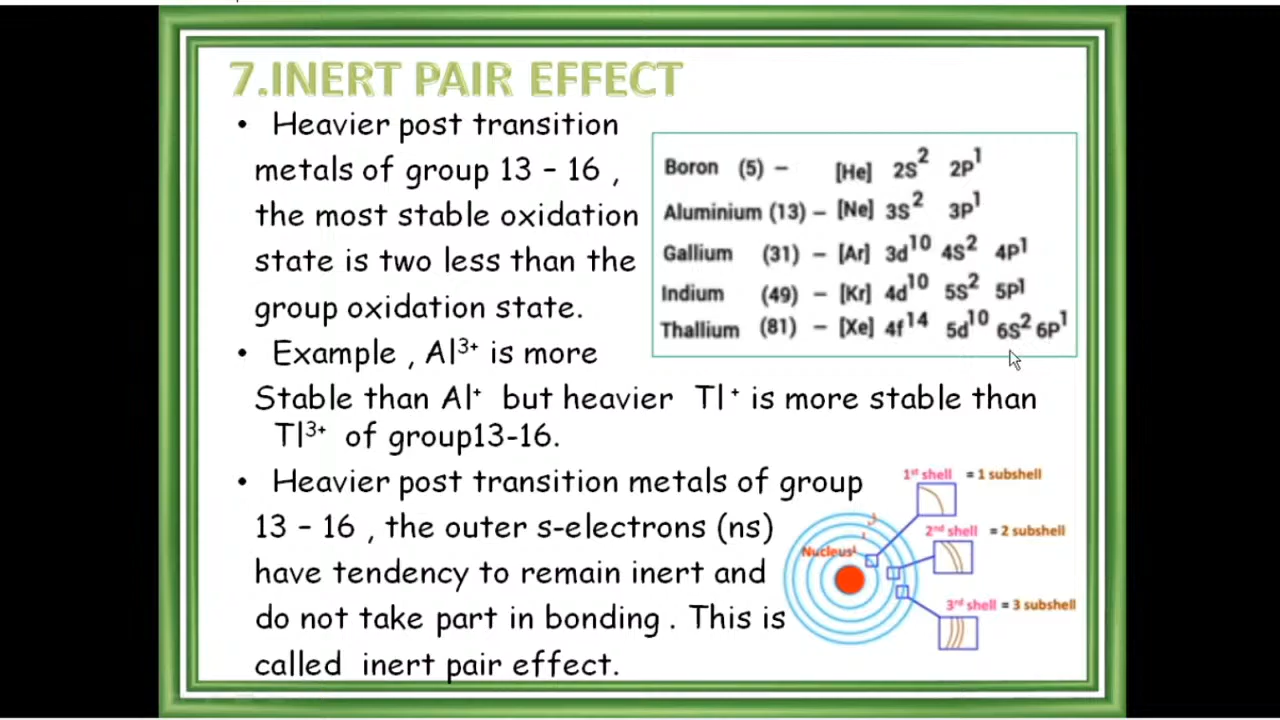 7.INERT PAIR EFFECT
• Heavier post transition
metals of group 13 – 16 ,
the most stable oxidation
state is two less than the
group oxidation state.
• Example , Al³⁺ is more
Stable than Al⁺ but heavier Tl⁺ is more stable than
Tl³⁺ of group13-16.
• Heavier post transition metals of group
13 – 16 , the outer s-electrons (ns)
have tendency to remain inert and
do not take part in bonding . This is
called inert pair effect.
Boron (5) – [He] 2S² 2P¹
Aluminium (13) – [Ne] 3S² 3P¹
Gallium (31) – [Ar] 3d¹⁰ 4S² 4P¹
Indium (49) – [Kr] 4d¹⁰ 5S² 5P¹
Thallium (81) – [Xe] 4f¹⁴ 5d¹⁰ 6S² 6P¹
1ˢᵗ shell = 1 subshell
2ⁿᵈ shell = 2 subshell
Nucleus
3ʳᵈ shell = 3 subshell